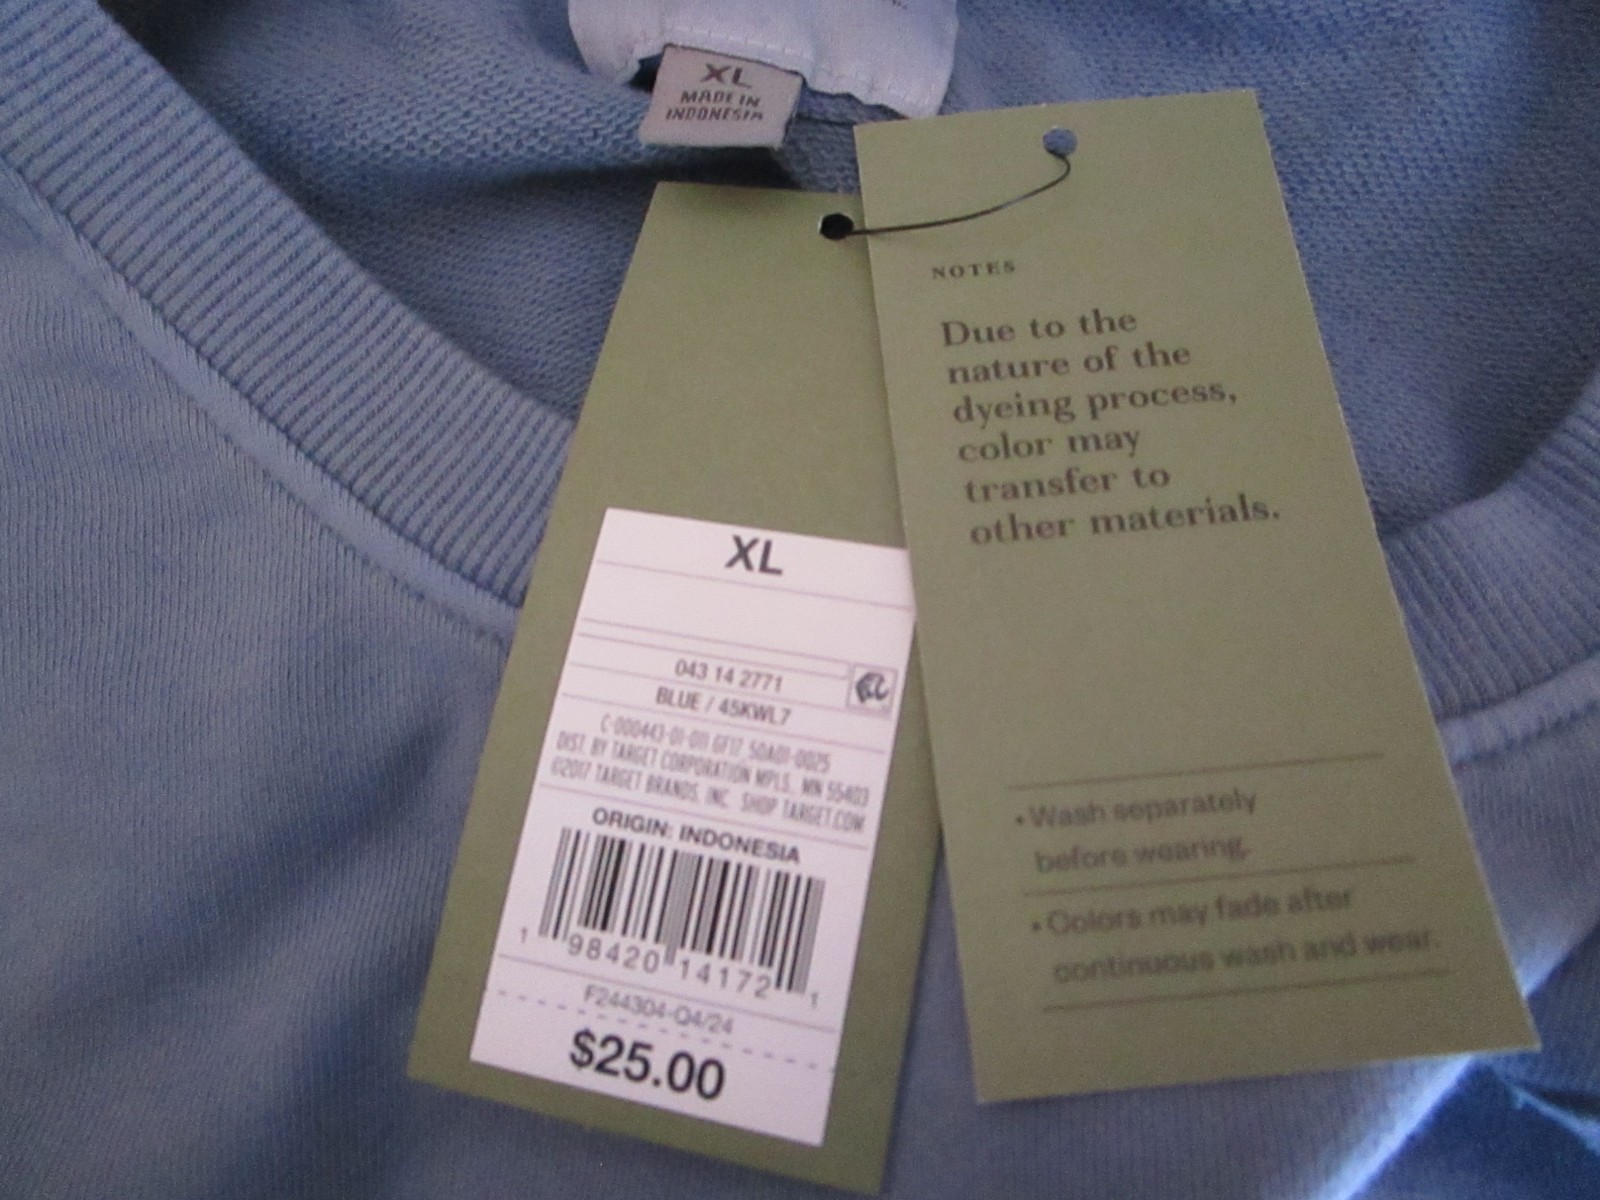 XL
MADE IN
INDONESIA
NOTES
Due to the
nature of the
dyeing process,
color may
transfer to
other materials.
• Wash separately
before wearing.
• Colors may fade after
continuous wash and wear.
XL
043 14 2771
BLUE / 45KWL7
C-000443-01-011 GF17 50A01-0025
DIST. BY TARGET CORPORATION MPLS., MN 55403
©2017 TARGET BRANDS, INC. SHOP TARGET.COM
ORIGIN: INDONESIA
1 98420 14172 1
F244304-Q4/24
$25.00